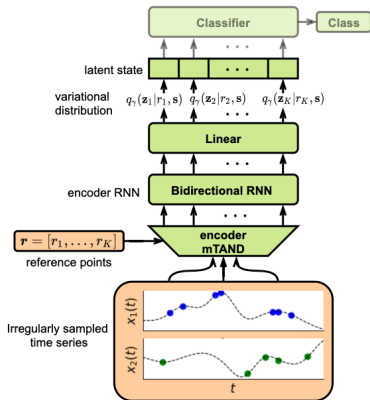 Classifier
Class
latent state
. . .
variational distribution
q_γ(z_1|r_1, s) q_γ(z_2|r_2, s) q_γ(z_K|r_K, s)
. . .
Linear
. . .
encoder RNN
Bidirectional RNN
. . .
r = [r_1, . . . , r_K]
reference points
encoder
mTAND
Irregularly sampled
time series
x_1(t)
x_2(t)
t